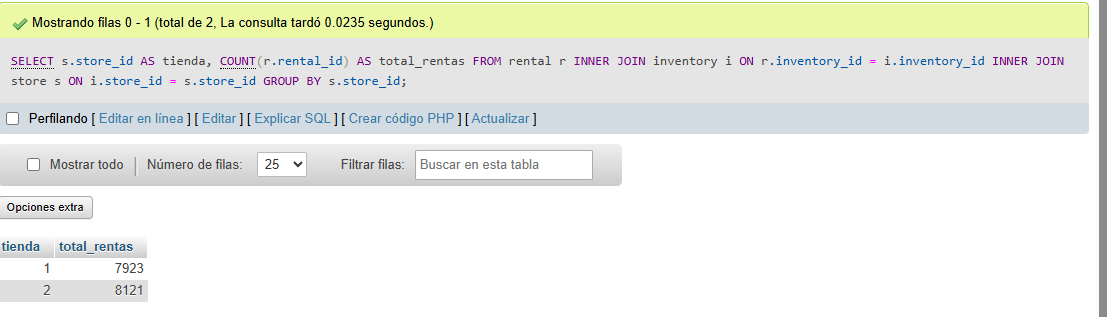 Mostrando filas 0 - 1 (total de 2, La consulta tardó 0.0235 segundos.)
SELECT s.store_id AS tienda, COUNT(r.rental_id) AS total_rentas FROM rental r INNER JOIN inventory i ON r.inventory_id = i.inventory_id INNER JOIN
store s ON i.store_id = s.store_id GROUP BY s.store_id;
Perfilando [ Editar en línea ] [ Editar ] [ Explicar SQL ] [ Crear código PHP ] [ Actualizar ]
Mostrar todo Número de filas: 25 Filtrar filas: Buscar en esta tabla
Opciones extra
tienda total_rentas
1 7923
2 8121